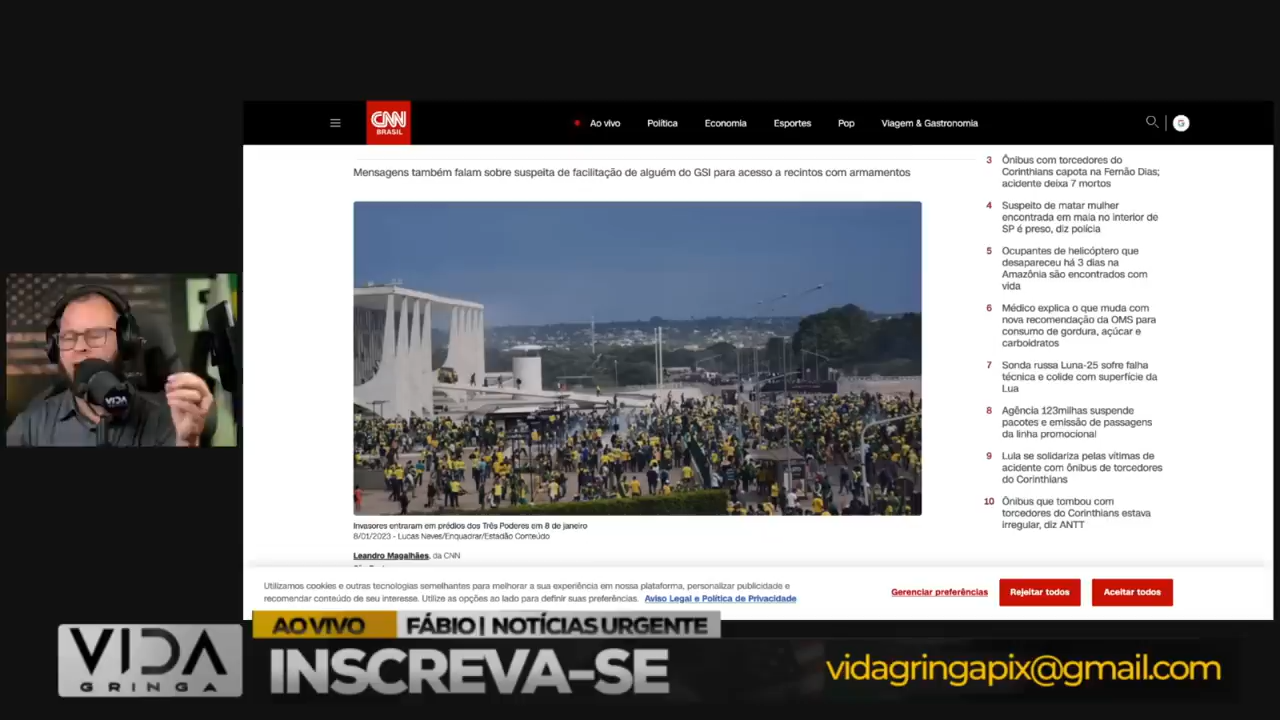 CNN
BRASIL
Ao vivo
Política
Economia
Esportes
Pop
Viagem & Gastronomia
G
Mensagens também falam sobre suspeita de facilitação de alguém do GSI para acesso a recintos com armamentos
Invasores entraram em prédios dos Três Poderes em 8 de janeiro
8/01/2023 - Lucas Neves/Enquadrar/Estadão Conteúdo
Leandro Magalhães, da CNN
3 Ônibus com torcedores do
Corinthians capota na Fernão Dias;
acidente deixa 7 mortos
4 Suspeito de matar mulher
encontrada em mala no interior de
SP é preso, diz polícia
5 Ocupantes de helicóptero que
desapareceu há 3 dias na
Amazônia são encontrados com
vida
6 Médico explica o que muda com
nova recomendação da OMS para
consumo de gordura, açúcar e
carboidratos
7 Sonda russa Luna-25 sofre falha
técnica e colide com superfície da
Lua
8 Agência 123milhas suspende
pacotes e emissão de passagens
da linha promocional
9 Lula se solidariza pelas vítimas de
acidente com ônibus de torcedores
do Corinthians
10 Ônibus que tombou com
torcedores do Corinthians estava
irregular, diz ANTT
Utilizamos cookies e outras tecnologias semelhantes para melhorar a sua experiência em nossa plataforma, personalizar publicidade e
recomendar conteúdo de seu interesse. Utilize as opções ao lado para definir suas preferências. Aviso Legal e Política de Privacidade
Gerenciar preferências
Rejeitar todos
Aceitar todos
VIDA
AO VIVO
FÁBIO | NOTÍCIAS URGENTE
VIDA
GRINGA
INSCREVA-SE
vidagringapix@gmail.com